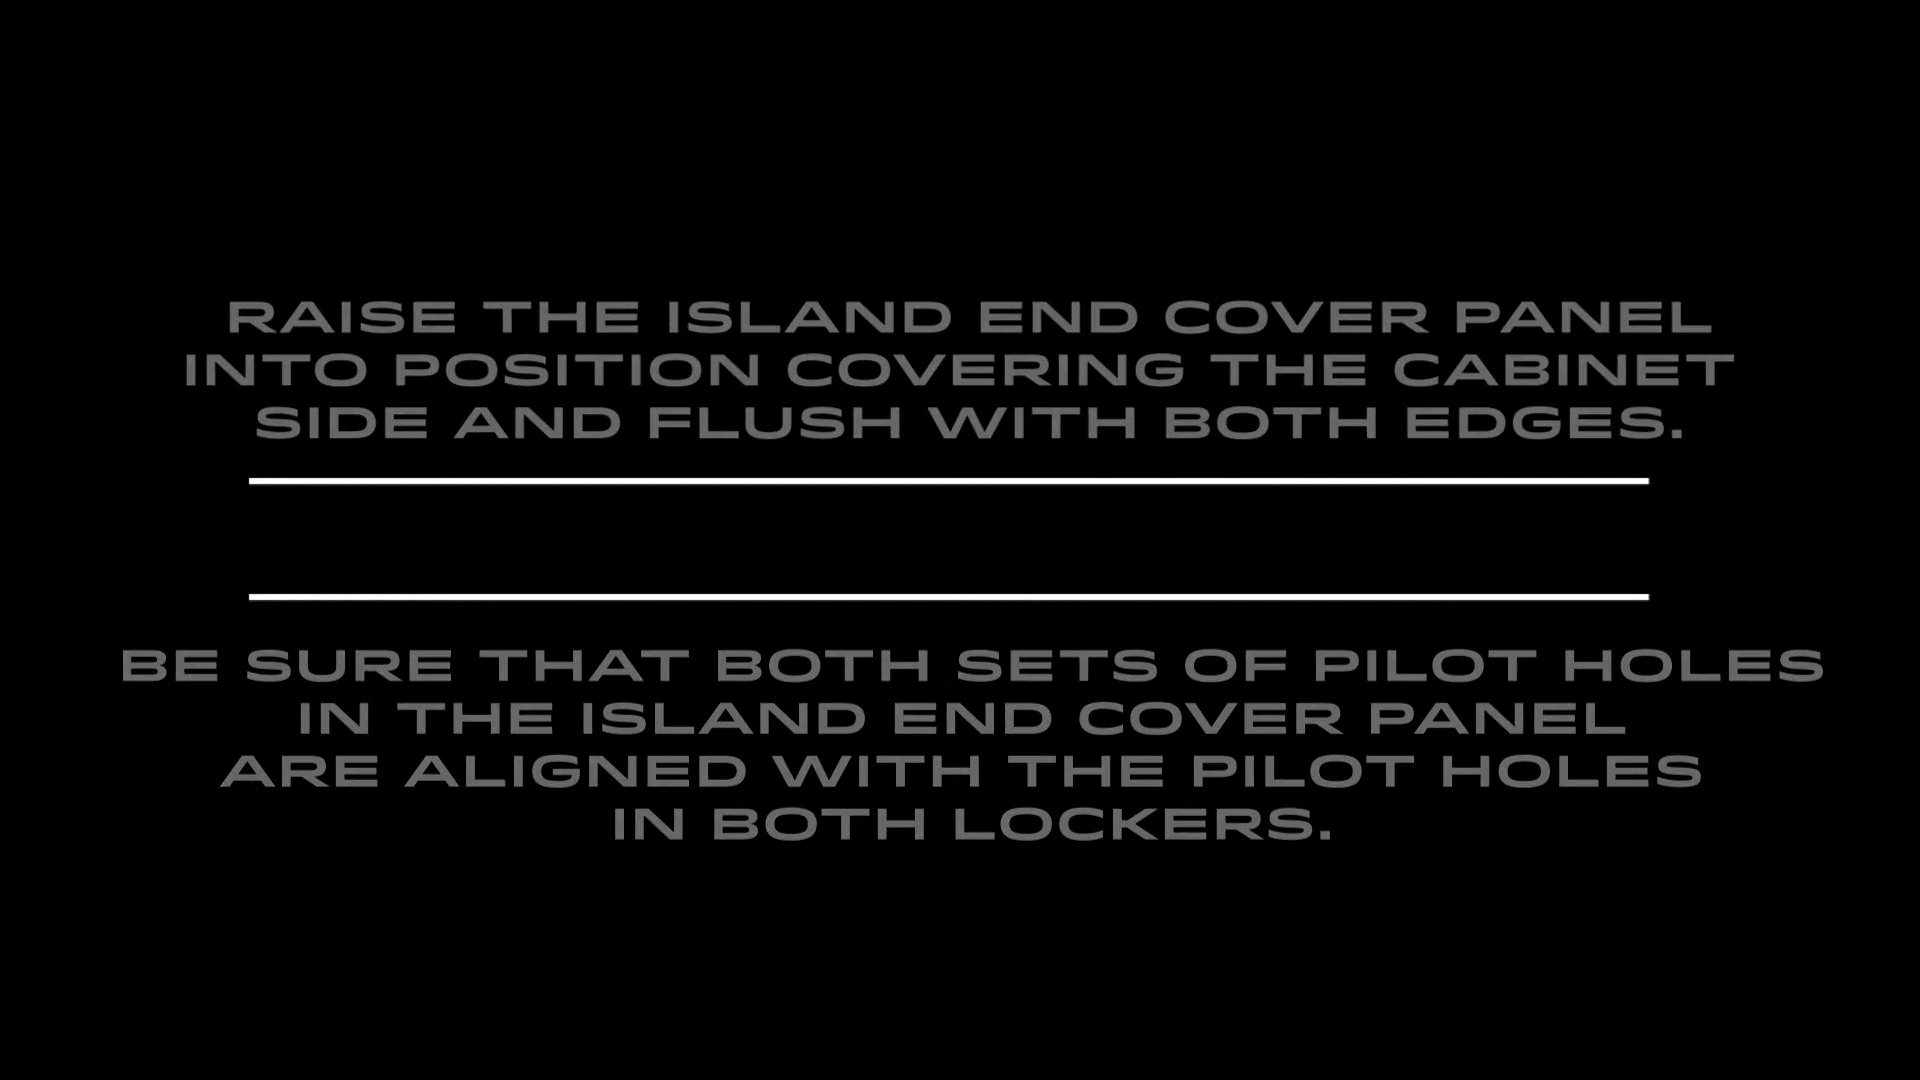 RAISE THE ISLAND END COVER PANEL
INTO POSITION COVERING THE CABINET
SIDE AND FLUSH WITH BOTH EDGES.
BE SURE THAT BOTH SETS OF PILOT HOLES
IN THE ISLAND END COVER PANEL
ARE ALIGNED WITH THE PILOT HOLES
IN BOTH LOCKERS.